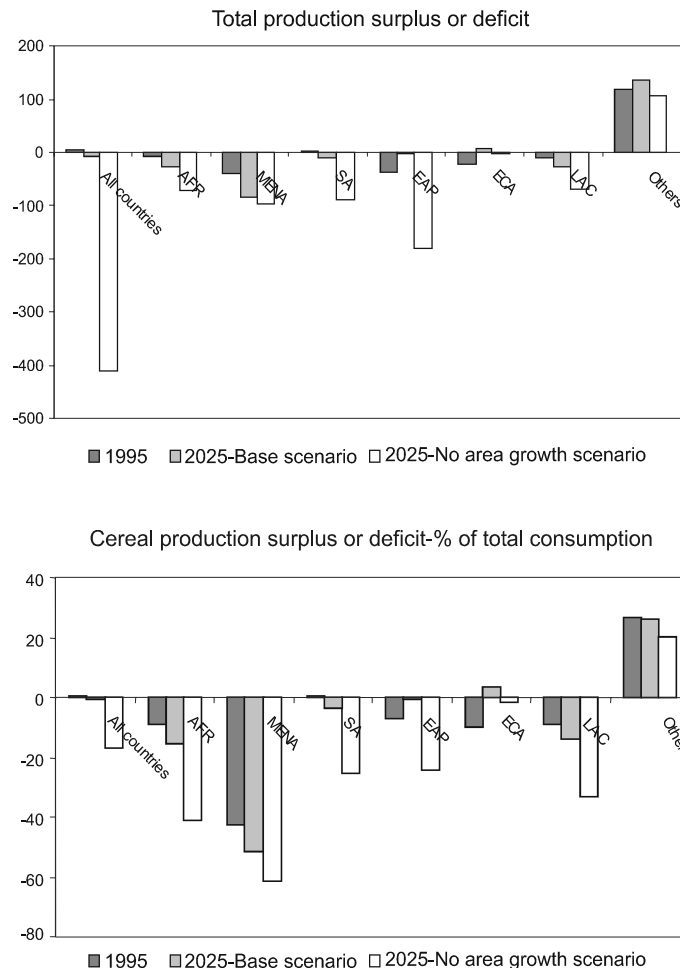 Total production surplus or deficit
200
100
0
-100
-200
-300
-400
-500
All countries
AFR
MENA
SA
EAP
ECA
LAC
Others
1995 2025-Base scenario 2025-No area growth scenario
Cereal production surplus or deficit-% of total consumption
40
20
0
-20
-40
-60
-80
All countries
AFR
MENA
SA
EAP
ECA
LAC
Other
1995 2025-Base scenario 2025-No area growth scenario